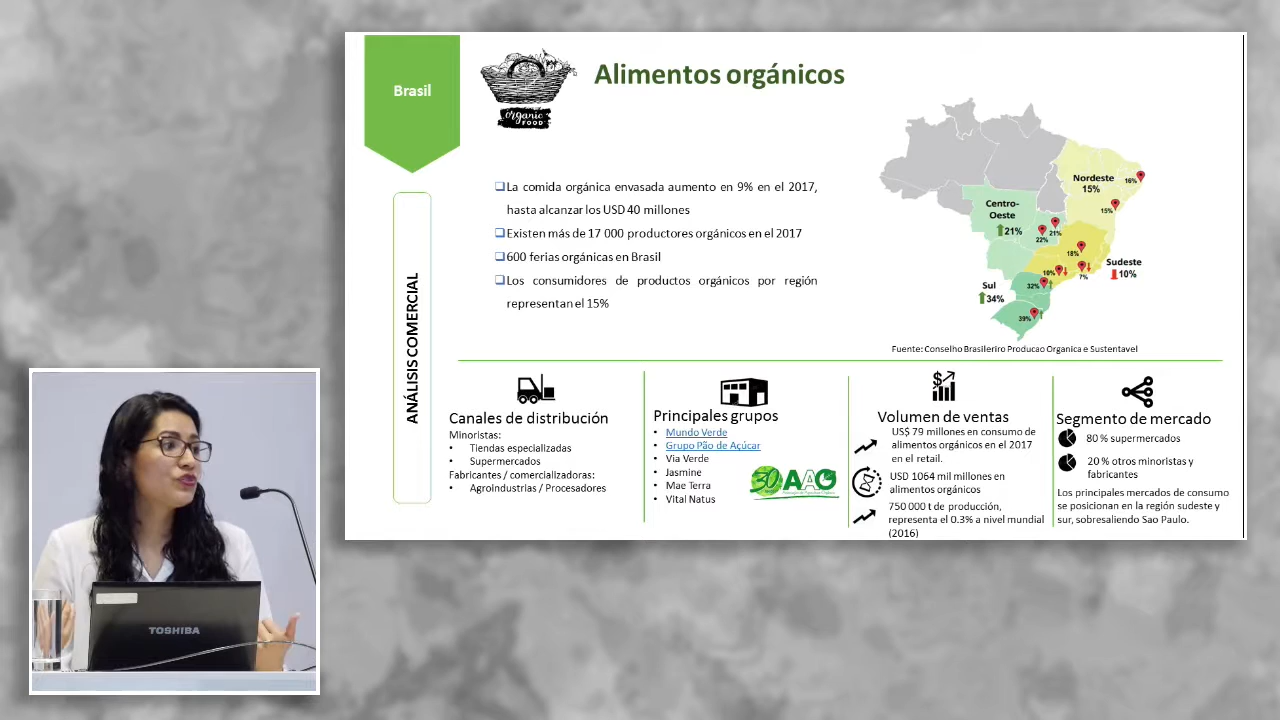 Brasil
organic
FOOD
Alimentos orgánicos
ANÁLISIS COMERCIAL
La comida orgánica envasada aumento en 9% en el 2017,
hasta alcanzar los USD 40 millones
Existen más de 17 000 productores orgánicos en el 2017
600 ferias orgánicas en Brasil
Los consumidores de productos orgánicos por región
representan el 15%
Nordeste
15%
16%
15%
Centro-
Oeste
21%
22%
21%
18%
Sudeste
10%
10%
7%
Sul
34%
32%
39%
Fuente: Conselho Brasileriro Producao Organica e Sustentavel
Canales de distribución
Minoristas:
• Tiendas especializadas
• Supermercados
Fabricantes / comercializadoras:
• Agroindustrias / Procesadores
Principales grupos
• Mundo Verde
• Grupo Pão de Açúcar
• Via Verde
• Jasmine
• Mae Terra
• Vital Natus
30 AAO
Volumen de ventas
US$ 79 millones en consumo de
alimentos orgánicos en el 2017
en el retail.
USD 1064 mil millones en
alimentos orgánicos
750 000 t de producción,
representa el 0.3% a nivel mundial
(2016)
Segmento de mercado
80 % supermercados
20 % otros minoristas y
fabricantes
Los principales mercados de consumo
se posicionan en la región sudeste y
sur, sobresaliendo Sao Paulo.
TOSHIBA